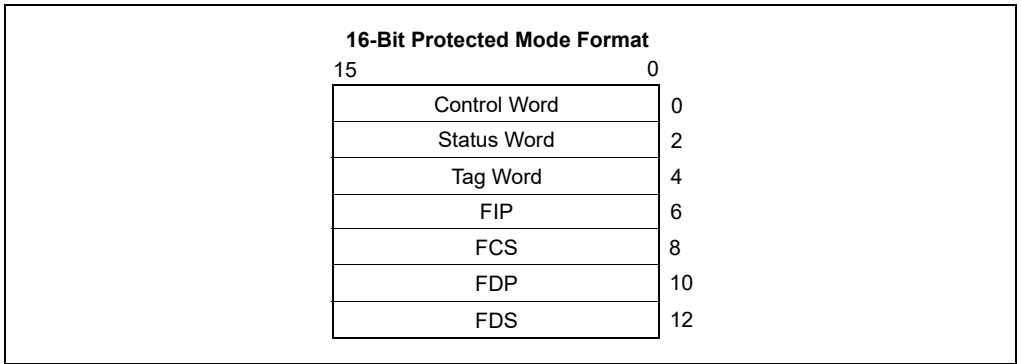 16-Bit Protected Mode Format
15 0
Control Word 0
Status Word 2
Tag Word 4
FIP 6
FCS 8
FDP 10
FDS 12